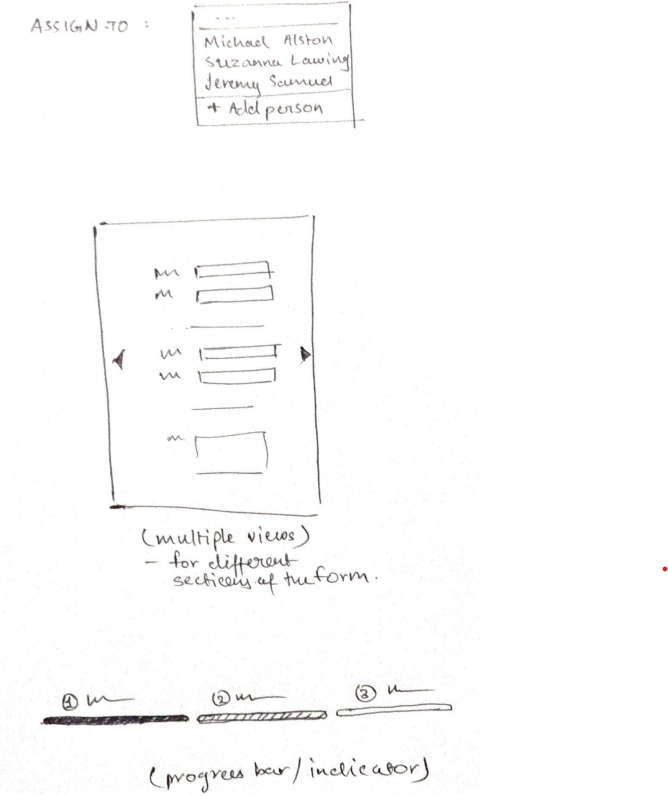 ASSIGN TO :
...
Michael Alston
Suzanna Lawing
Jeremy Samuel
+ Add person
(multiple views)
- for different
sections of the form.
1
2
3
(progress bar/indicator)